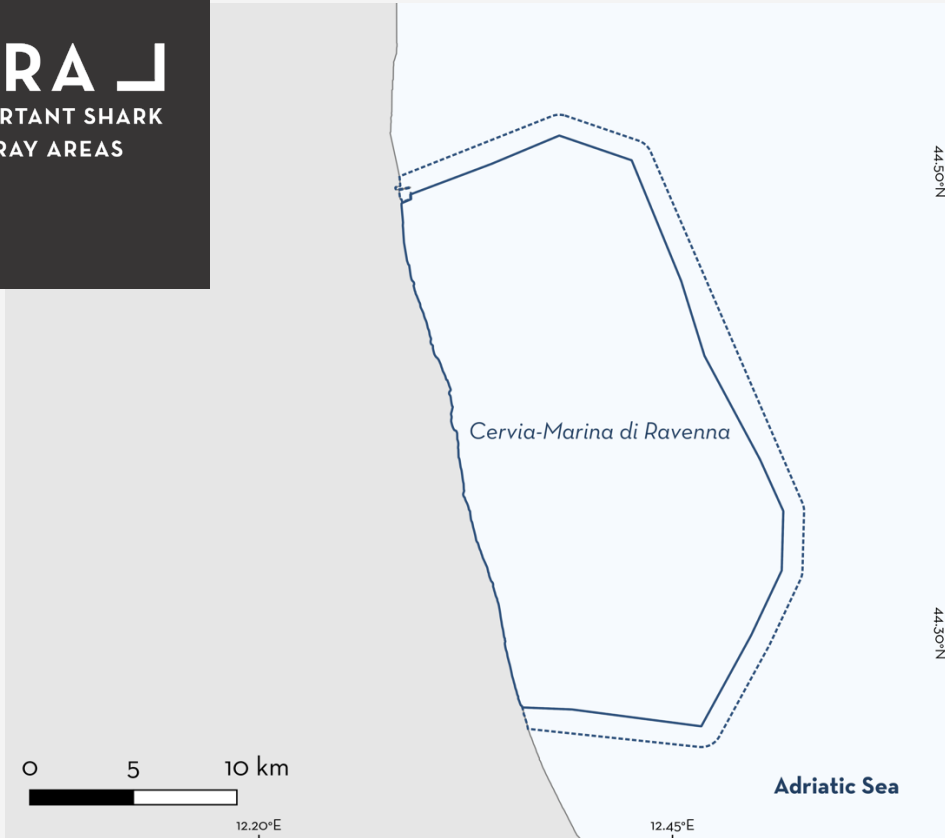 RA
RTANT SHARK
RAY AREAS
44.50°N
Cervia-Marina di Ravenna
44.30°N
0 5 10 km
Adriatic Sea
12.20°E 12.45°E